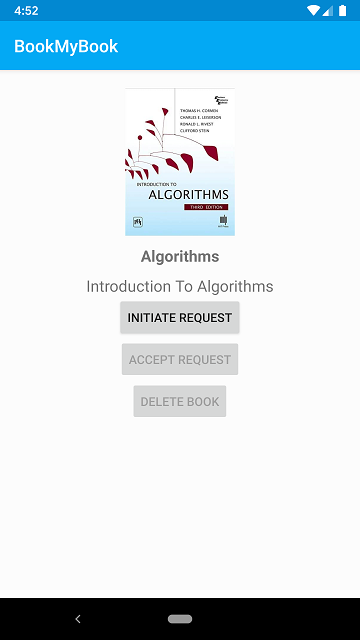 4:52
BookMyBook
THOMAS H. CORMEN
CHARLES E. LEISERSON
RONALD L. RIVEST
CLIFFORD STEIN
INTRODUCTION TO
ALGORITHMS
THIRD EDITION
Algorithms
Introduction To Algorithms
INITIATE REQUEST
ACCEPT REQUEST
DELETE BOOK